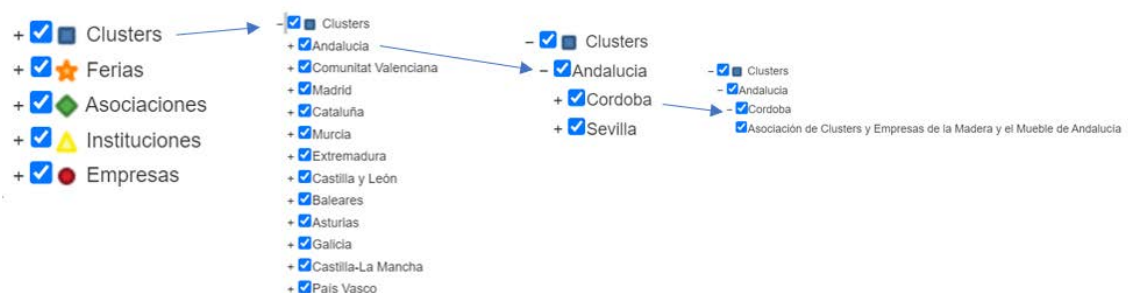 + Clusters
+ Ferias
+ Asociaciones
+ Instituciones
+ Empresas
- Clusters
+ Andalucia
+ Comunitat Valenciana
+ Madrid
+ Cataluña
+ Murcia
+ Extremadura
+ Castilla y León
+ Baleares
+ Asturias
+ Galicia
+ Castilla-La Mancha
+ País Vasco
- Clusters
- Andalucia
+ Cordoba
+ Sevilla
- Clusters
- Andalucia
- Cordoba
Asociación de Clusters y Empresas de la Madera y el Mueble de Andalucía